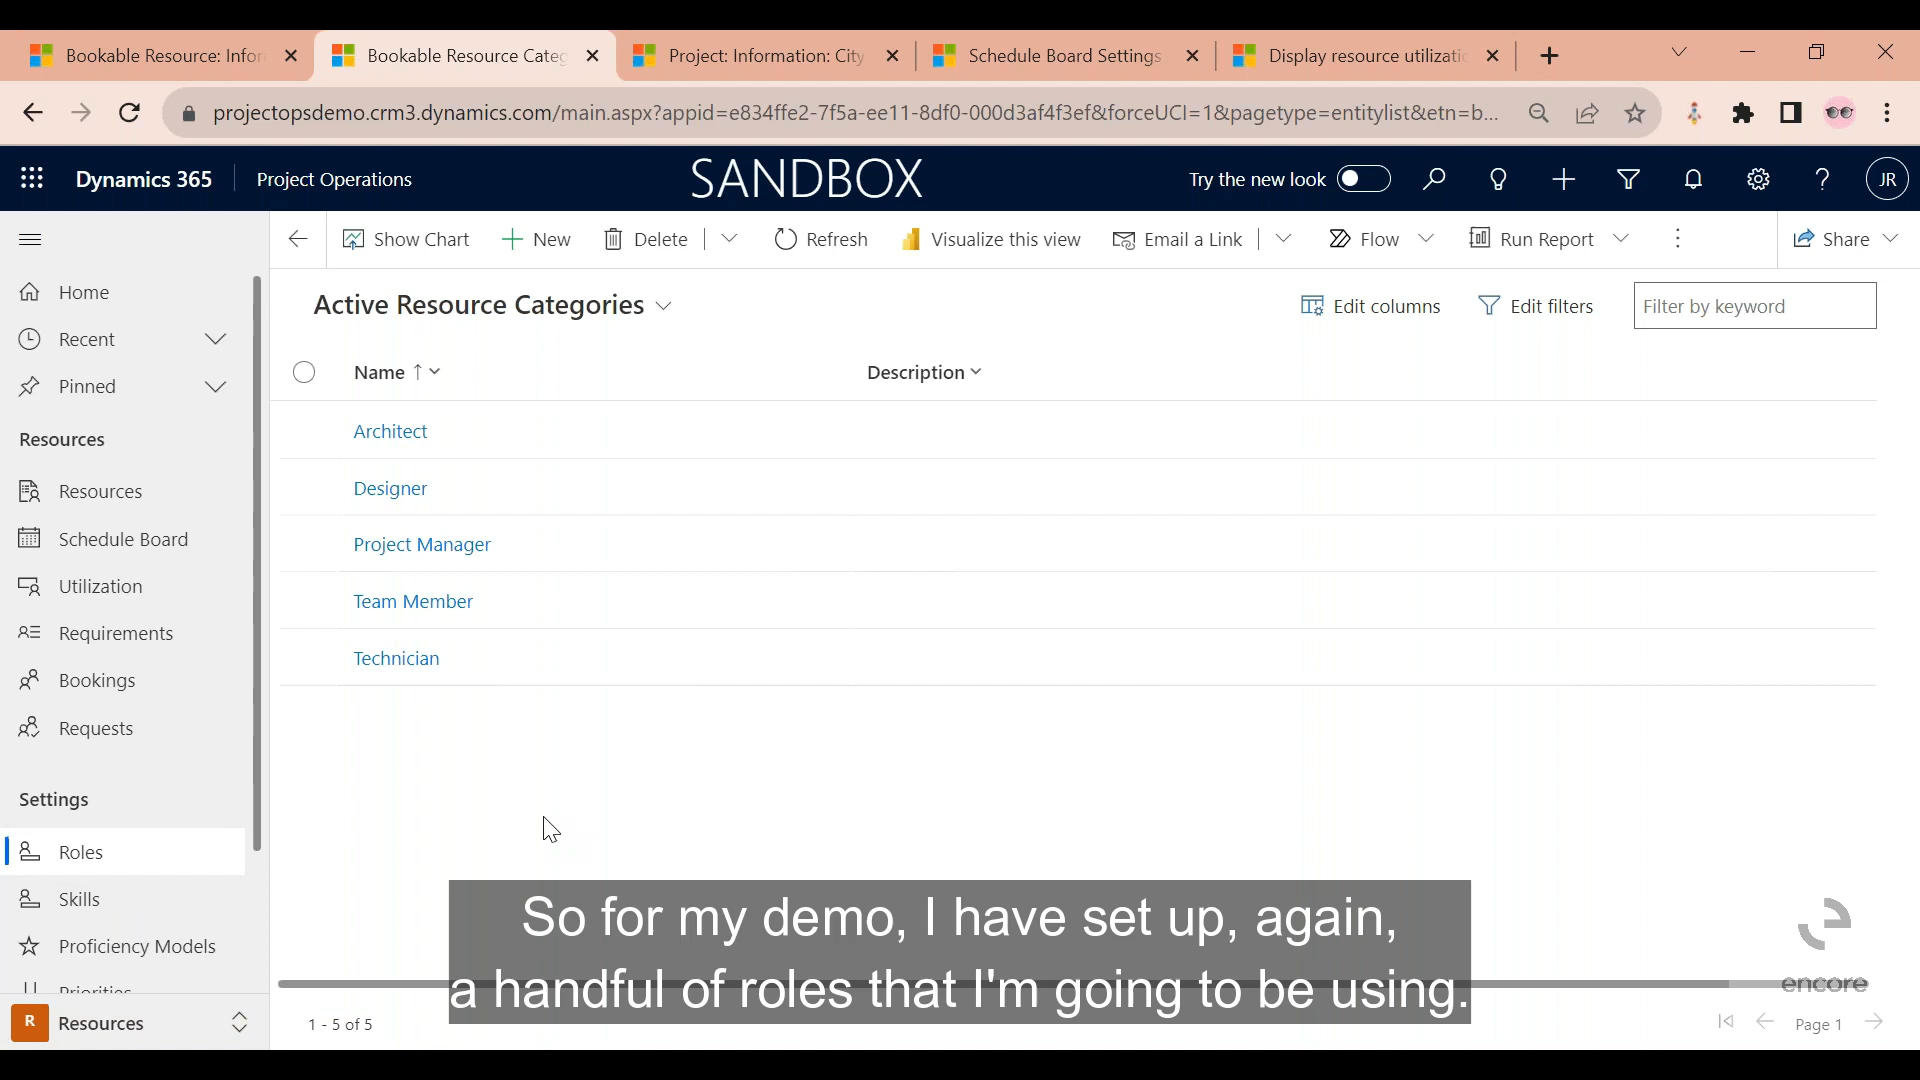 Bookable Resource: Infor
Bookable Resource Categ
Project: Information: City
Schedule Board Settings
Display resource utilizatic
projectopsdemo.crm3.dynamics.com/main.aspx?appid=e834ffe2-7f5a-ee11-8df0-000d3af4f3ef&forceUCI=1&pagetype=entitylist&etn=b...
Dynamics 365
Project Operations
SANDBOX
Try the new look
JR
Show Chart
New
Delete
Refresh
Visualize this view
Email a Link
Flow
Run Report
Share
Home
Recent
Pinned
Resources
Resources
Schedule Board
Utilization
Requirements
Bookings
Requests
Settings
Roles
Skills
Proficiency Models
Priorities
R
Resources
Active Resource Categories
Edit columns
Edit filters
Filter by keyword
Name
Description
Architect
Designer
Project Manager
Team Member
Technician
So for my demo, I have set up, again,
a handful of roles that I'm going to be using.
encore
1 - 5 of 5
Page 1